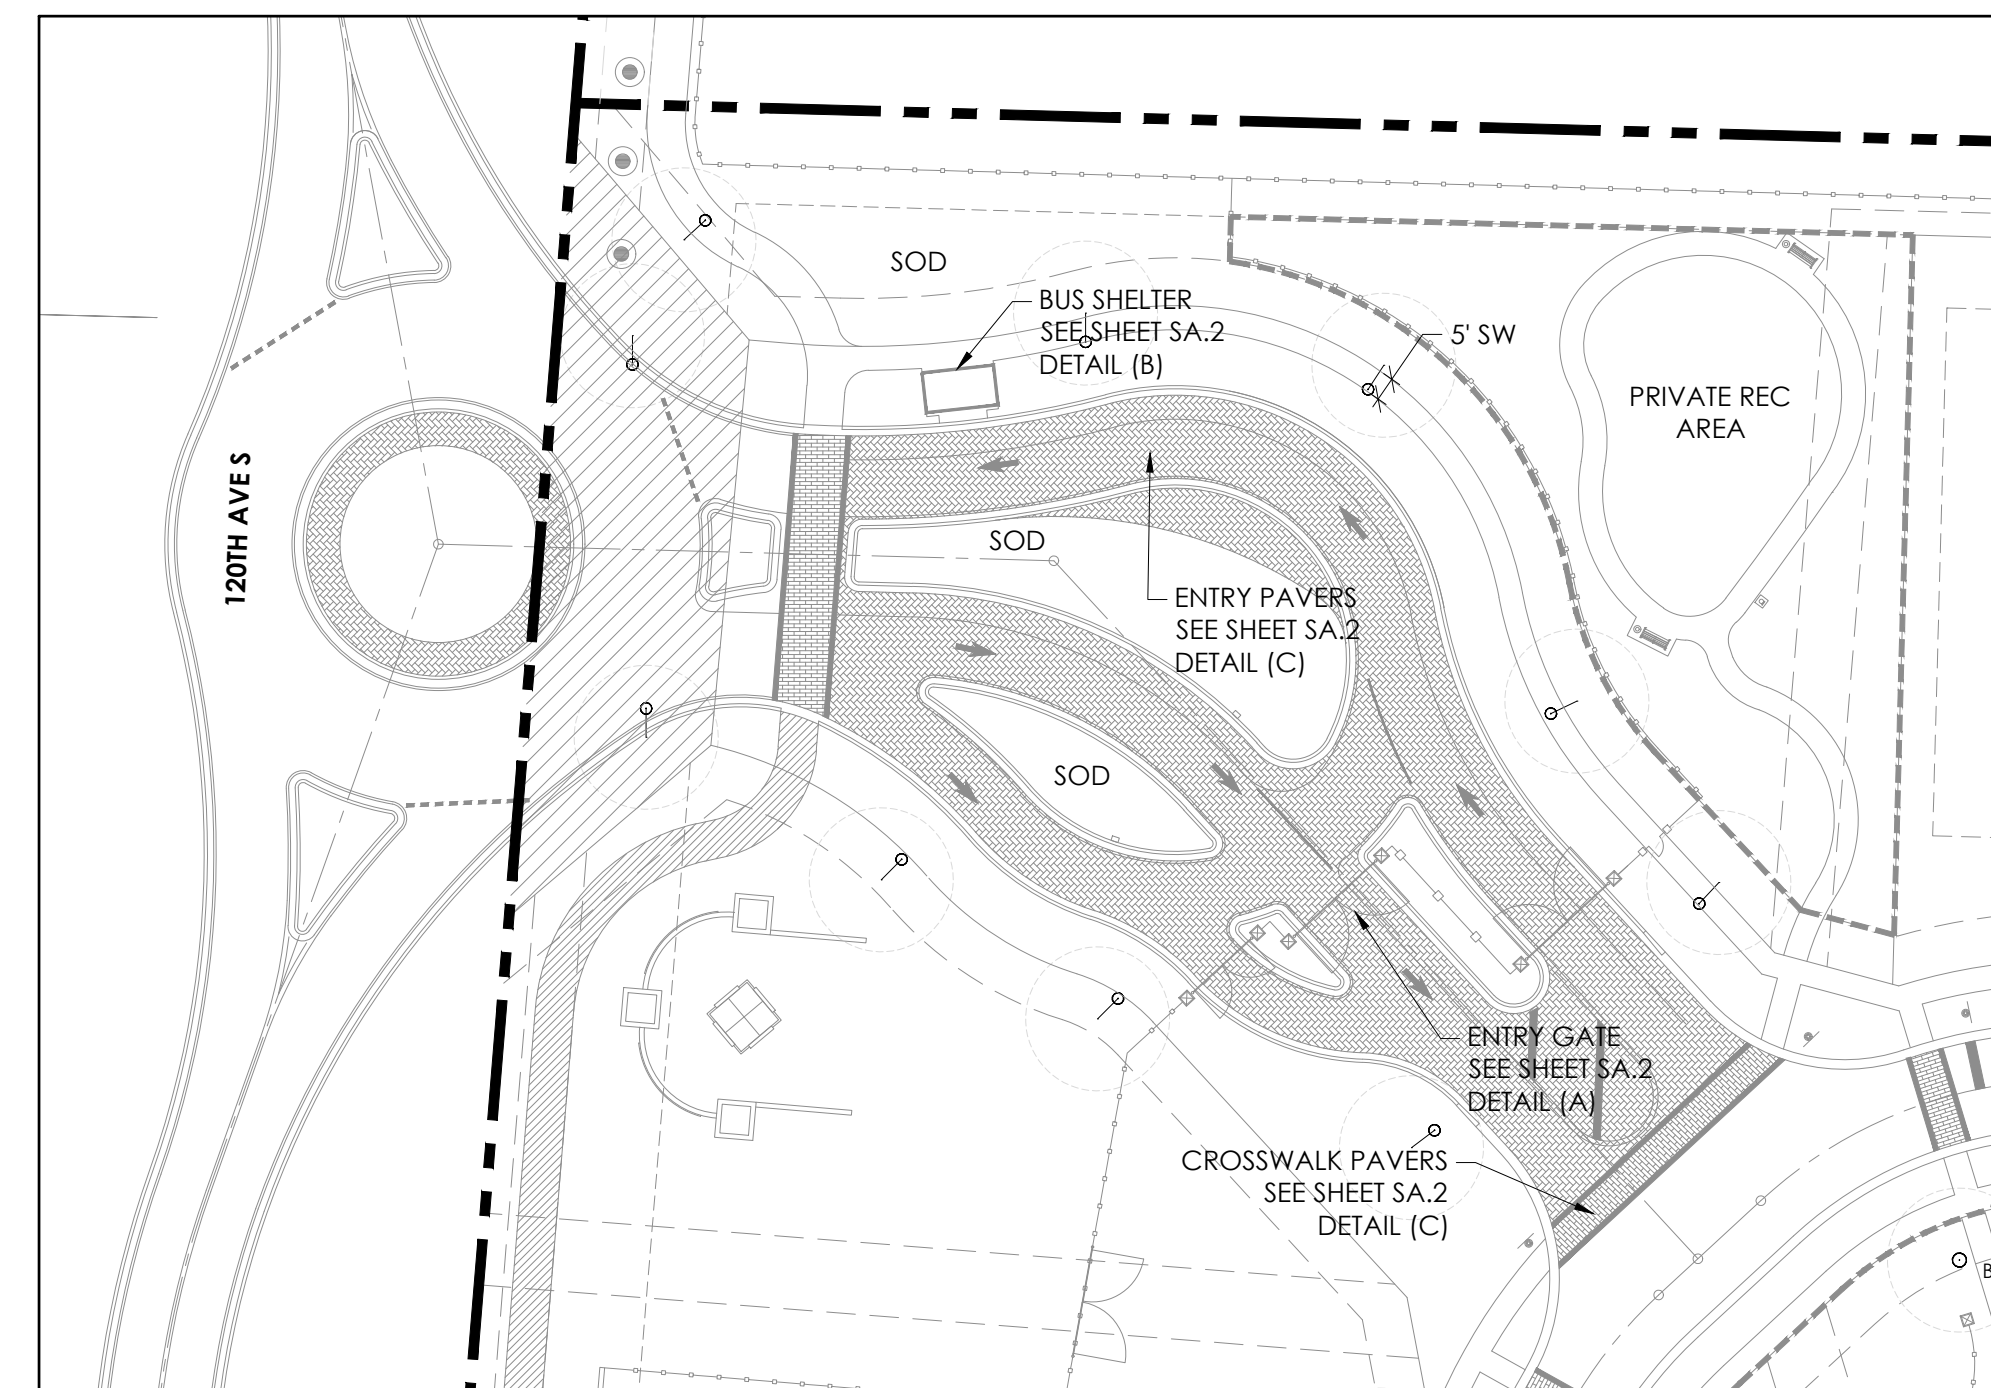 SOD
BUS SHELTER
SEE SHEET SA.2
DETAIL (B)
5' SW
PRIVATE REC
AREA
120TH AVE S
SOD
ENTRY PAVERS
SEE SHEET SA.2
DETAIL (C)
SOD
ENTRY GATE
SEE SHEET SA.2
DETAIL (A)
CROSSWALK PAVERS
SEE SHEET SA.2
DETAIL (C)